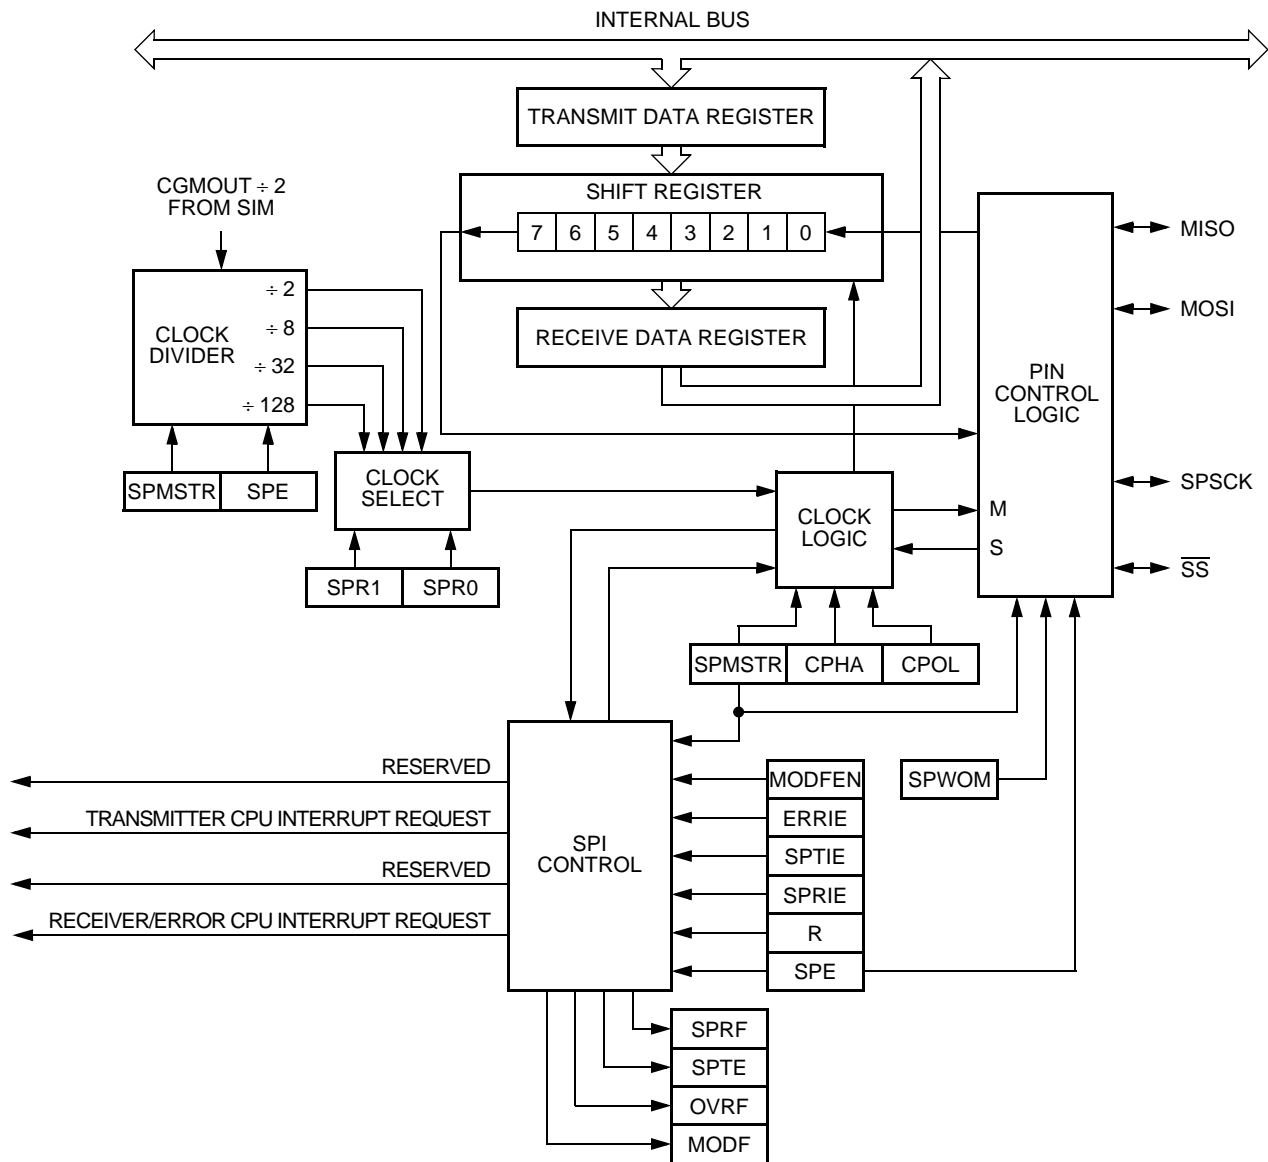 INTERNAL BUS
TRANSMIT DATA REGISTER
CGMOUT ÷ 2
FROM SIM
SHIFT REGISTER
7 6 5 4 3 2 1 0
MISO
÷ 2
÷ 8
÷ 32
÷ 128
CLOCK
DIVIDER
RECEIVE DATA REGISTER
MOSI
PIN
CONTROL
LOGIC
SPMSTR SPE
CLOCK
SELECT
SPSCK
CLOCK
LOGIC
M
S
SS
SPR1 SPR0
SPMSTR CPHA CPOL
RESERVED
TRANSMITTER CPU INTERRUPT REQUEST
RESERVED
RECEIVER/ERROR CPU INTERRUPT REQUEST
SPI
CONTROL
MODFEN
ERRIE
SPTIE
SPRIE
R
SPE
SPWOM
SPRF
SPTE
OVRF
MODF